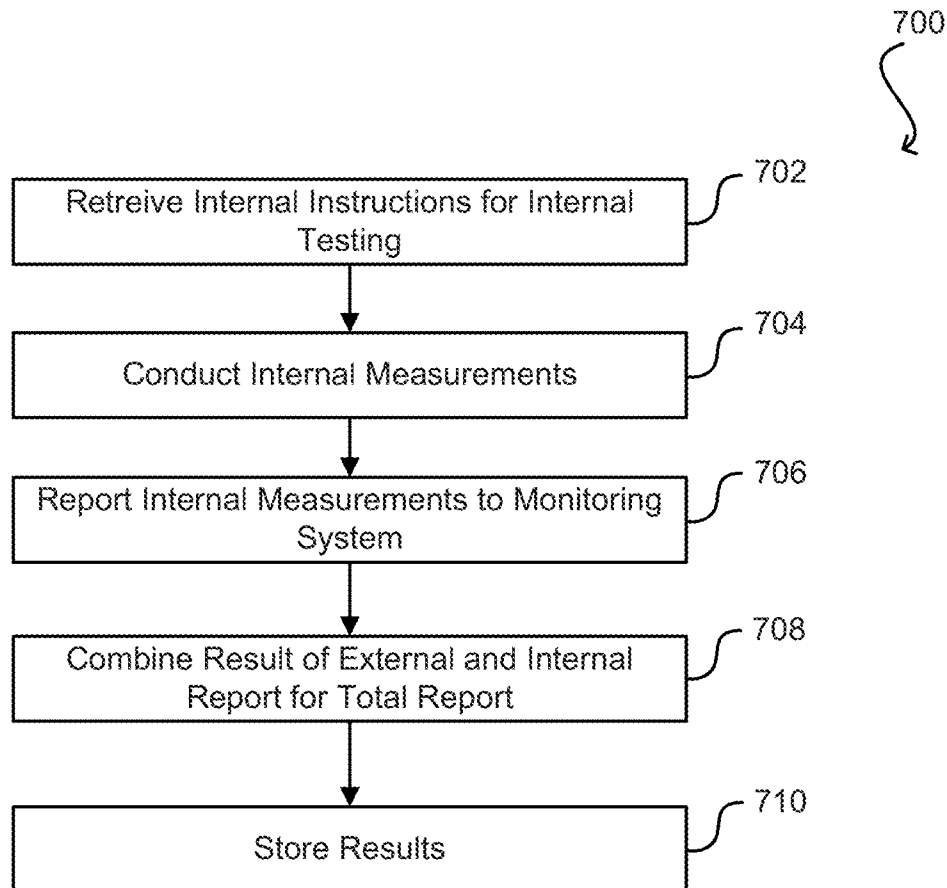 700
702
Retreive Internal Instructions for Internal
Testing
704
Conduct Internal Measurements
706
Report Internal Measurements to Monitoring
System
708
Combine Result of External and Internal
Report for Total Report
710
Store Results